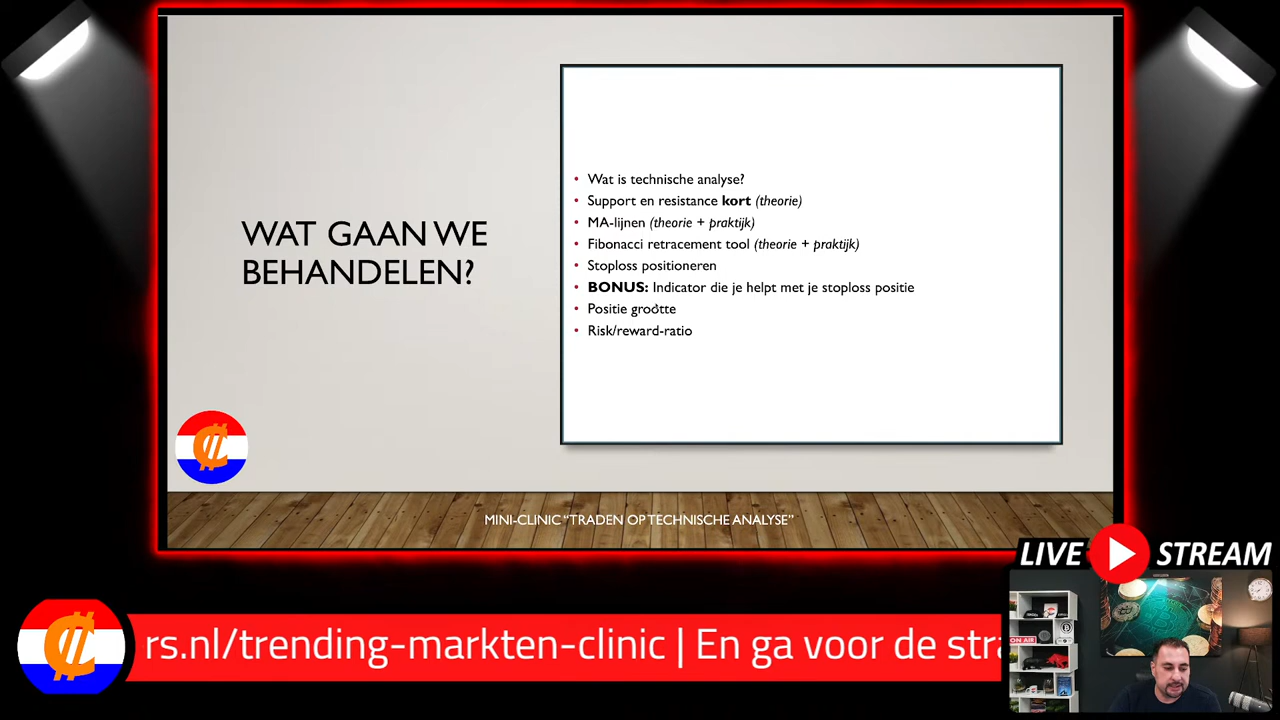 WAT GAAN WE
BEHANDELEN?
• Wat is technische analyse?
• Support en resistance kort (theorie)
• MA-lijnen (theorie + praktijk)
• Fibonacci retracement tool (theorie + praktijk)
• Stoploss positioneren
• BONUS: Indicator die je helpt met je stoploss positie
• Positie grootte
• Risk/reward-ratio
MINI-CLINIC “TRADEN OP TECHNISCHE ANALYSE”
LIVE STREAM
rs.nl/trending-markten-clinic | En ga voor de stra
ON AIR